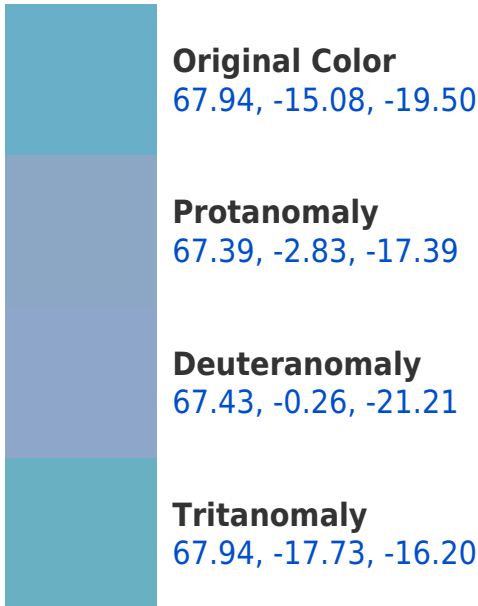 Original Color
67.94, -15.08, -19.50
Protanomaly
67.39, -2.83, -17.39
Deuteranomaly
67.43, -0.26, -21.21
Tritanomaly
67.94, -17.73, -16.20